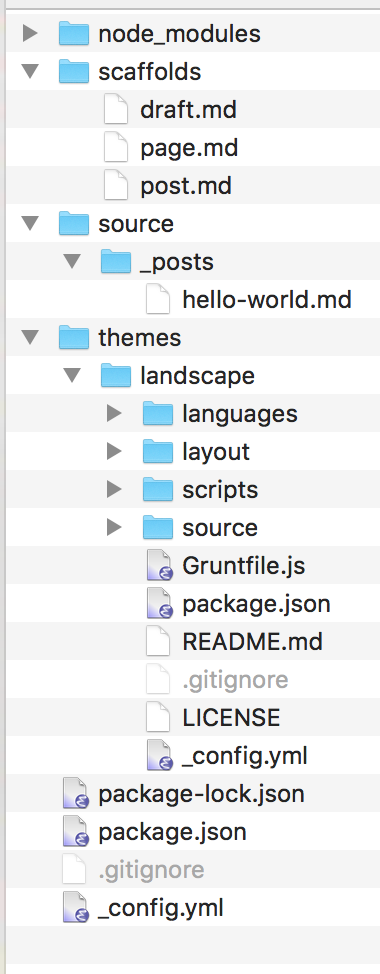 node_modules
scaffolds
draft.md
page.md
post.md
source
_posts
hello-world.md
themes
landscape
languages
layout
scripts
source
Gruntfile.js
package.json
README.md
.gitignore
LICENSE
_config.yml
package-lock.json
package.json
.gitignore
_config.yml